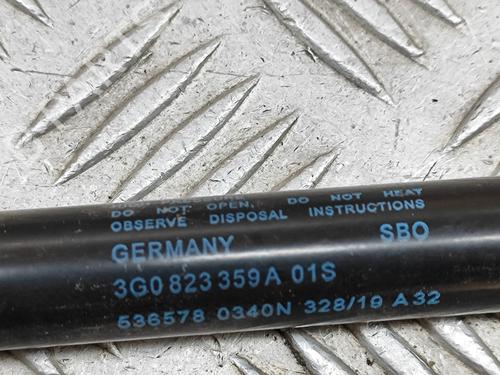 DO NOT OPEN. DO NOT HEAT
OBSERVE DISPOSAL INSTRUCTIONS
GERMANY SBO
3G0 823 359 A 01S
536578 0340N 328/19 A32